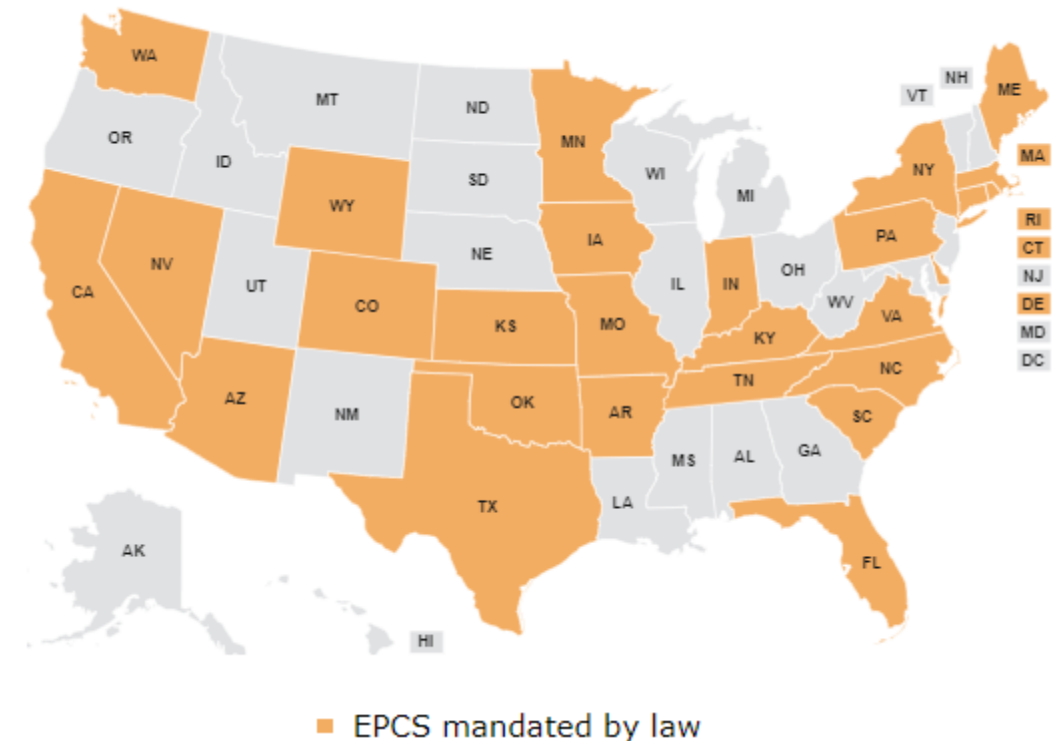 WA
MT
ND
MN
VT
NH
ME
OR
ID
SD
WI
MI
NY
MA
WY
NE
IA
PA
RI
CT
NJ
DE
MD
DC
CA
NV
UT
CO
KS
MO
IL
IN
OH
WV
VA
KY
NC
TN
SC
AZ
NM
OK
AR
MS
AL
GA
TX
LA
FL
AK
HI
EPCS mandated by law